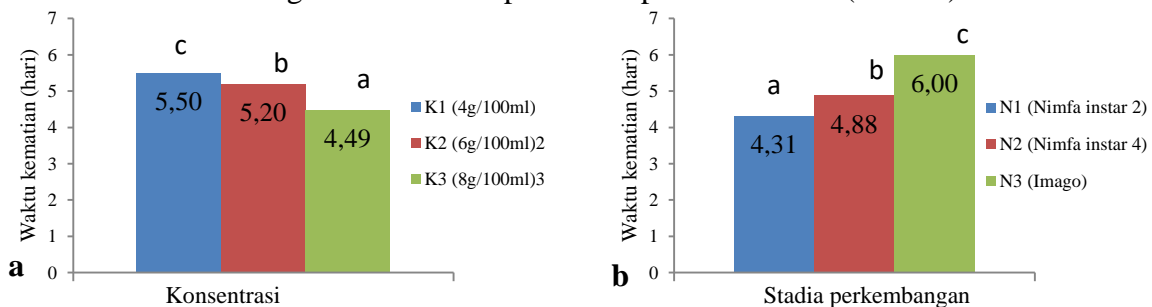 c
b
a
5,50
5,20
4,49
7
6
5
4
3
2
1
0
Waktu kematian (hari)
K1 (4g/100ml)
K2 (6g/100ml)2
K3 (8g/100ml)3
a
Konsentrasi
a
b
c
4,31
4,88
6,00
7
6
5
4
3
2
1
0
Waktu kematian (hari)
N1 (Nimfa instar 2)
N2 (Nimfa instar 4)
N3 (Imago)
b
Stadia perkembangan